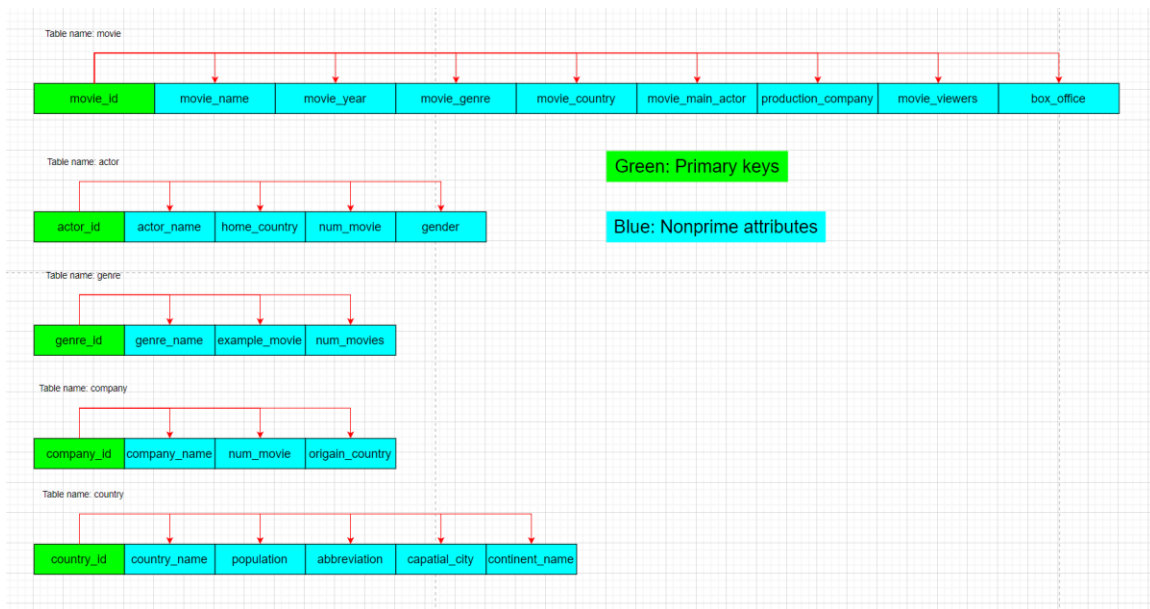 Table name: movie
movie_id movie_name movie_year movie_genre movie_country movie_main_actor production_company movie_viewers box_office
Table name: actor
Green: Primary keys
actor_id actor_name home_country num_movie gender
Blue: Nonprime attributes
Table name: genre
genre_id genre_name example_movie num_movies
Table name: company
company_id company_name num_movie origain_country
Table name: country
country_id country_name population abbreviation capatial_city continent_name